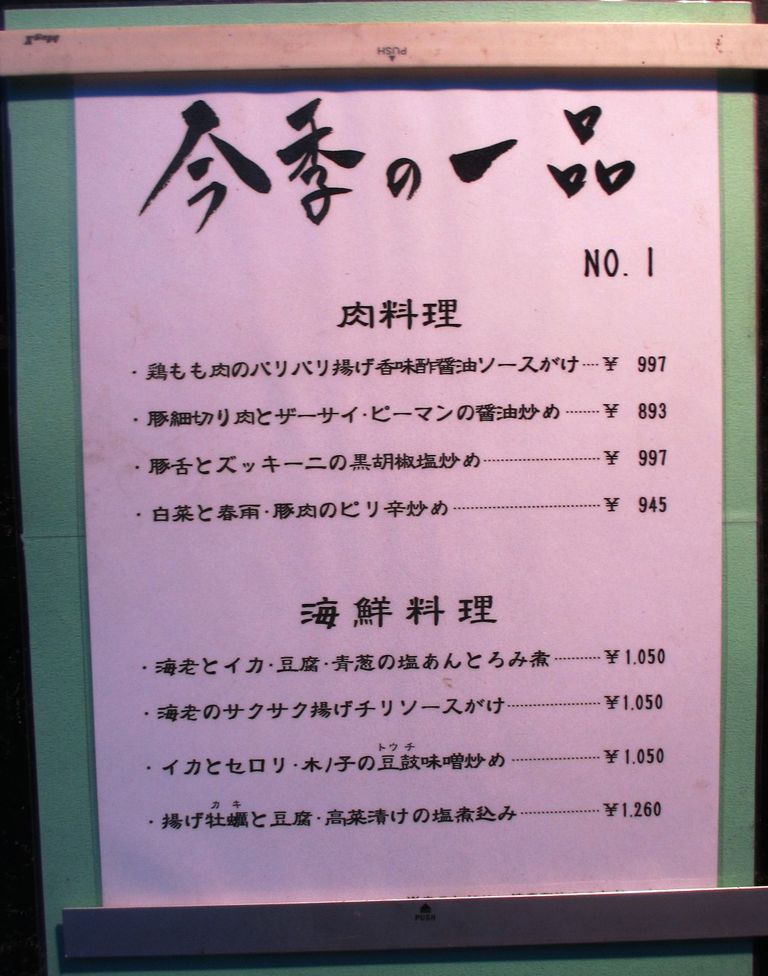 MagX
PUSH
今季の一品
NO. 1
肉料理
・鶏もも肉のパリパリ揚げ香味酢醤油ソースがけ…¥ 997
・豚細切り肉とザーサイ・ピーマンの醤油炒め……¥ 893
・豚舌とズッキーニの黒胡椒塩炒め……………¥ 997
・白菜と春雨・豚肉のピリ辛炒め………………¥ 945
海鮮料理
・海老とイカ・豆腐・青葱の塩あんとろみ煮………¥1.050
・海老のサクサク揚げチリソースがけ……………¥1.050
トウチ
・イカとセロリ・木ノ子の豆鼓味噌炒め……………¥1.050
カキ
・揚げ牡蠣と豆腐・高菜漬けの塩煮込み……………¥1.260
PUSH